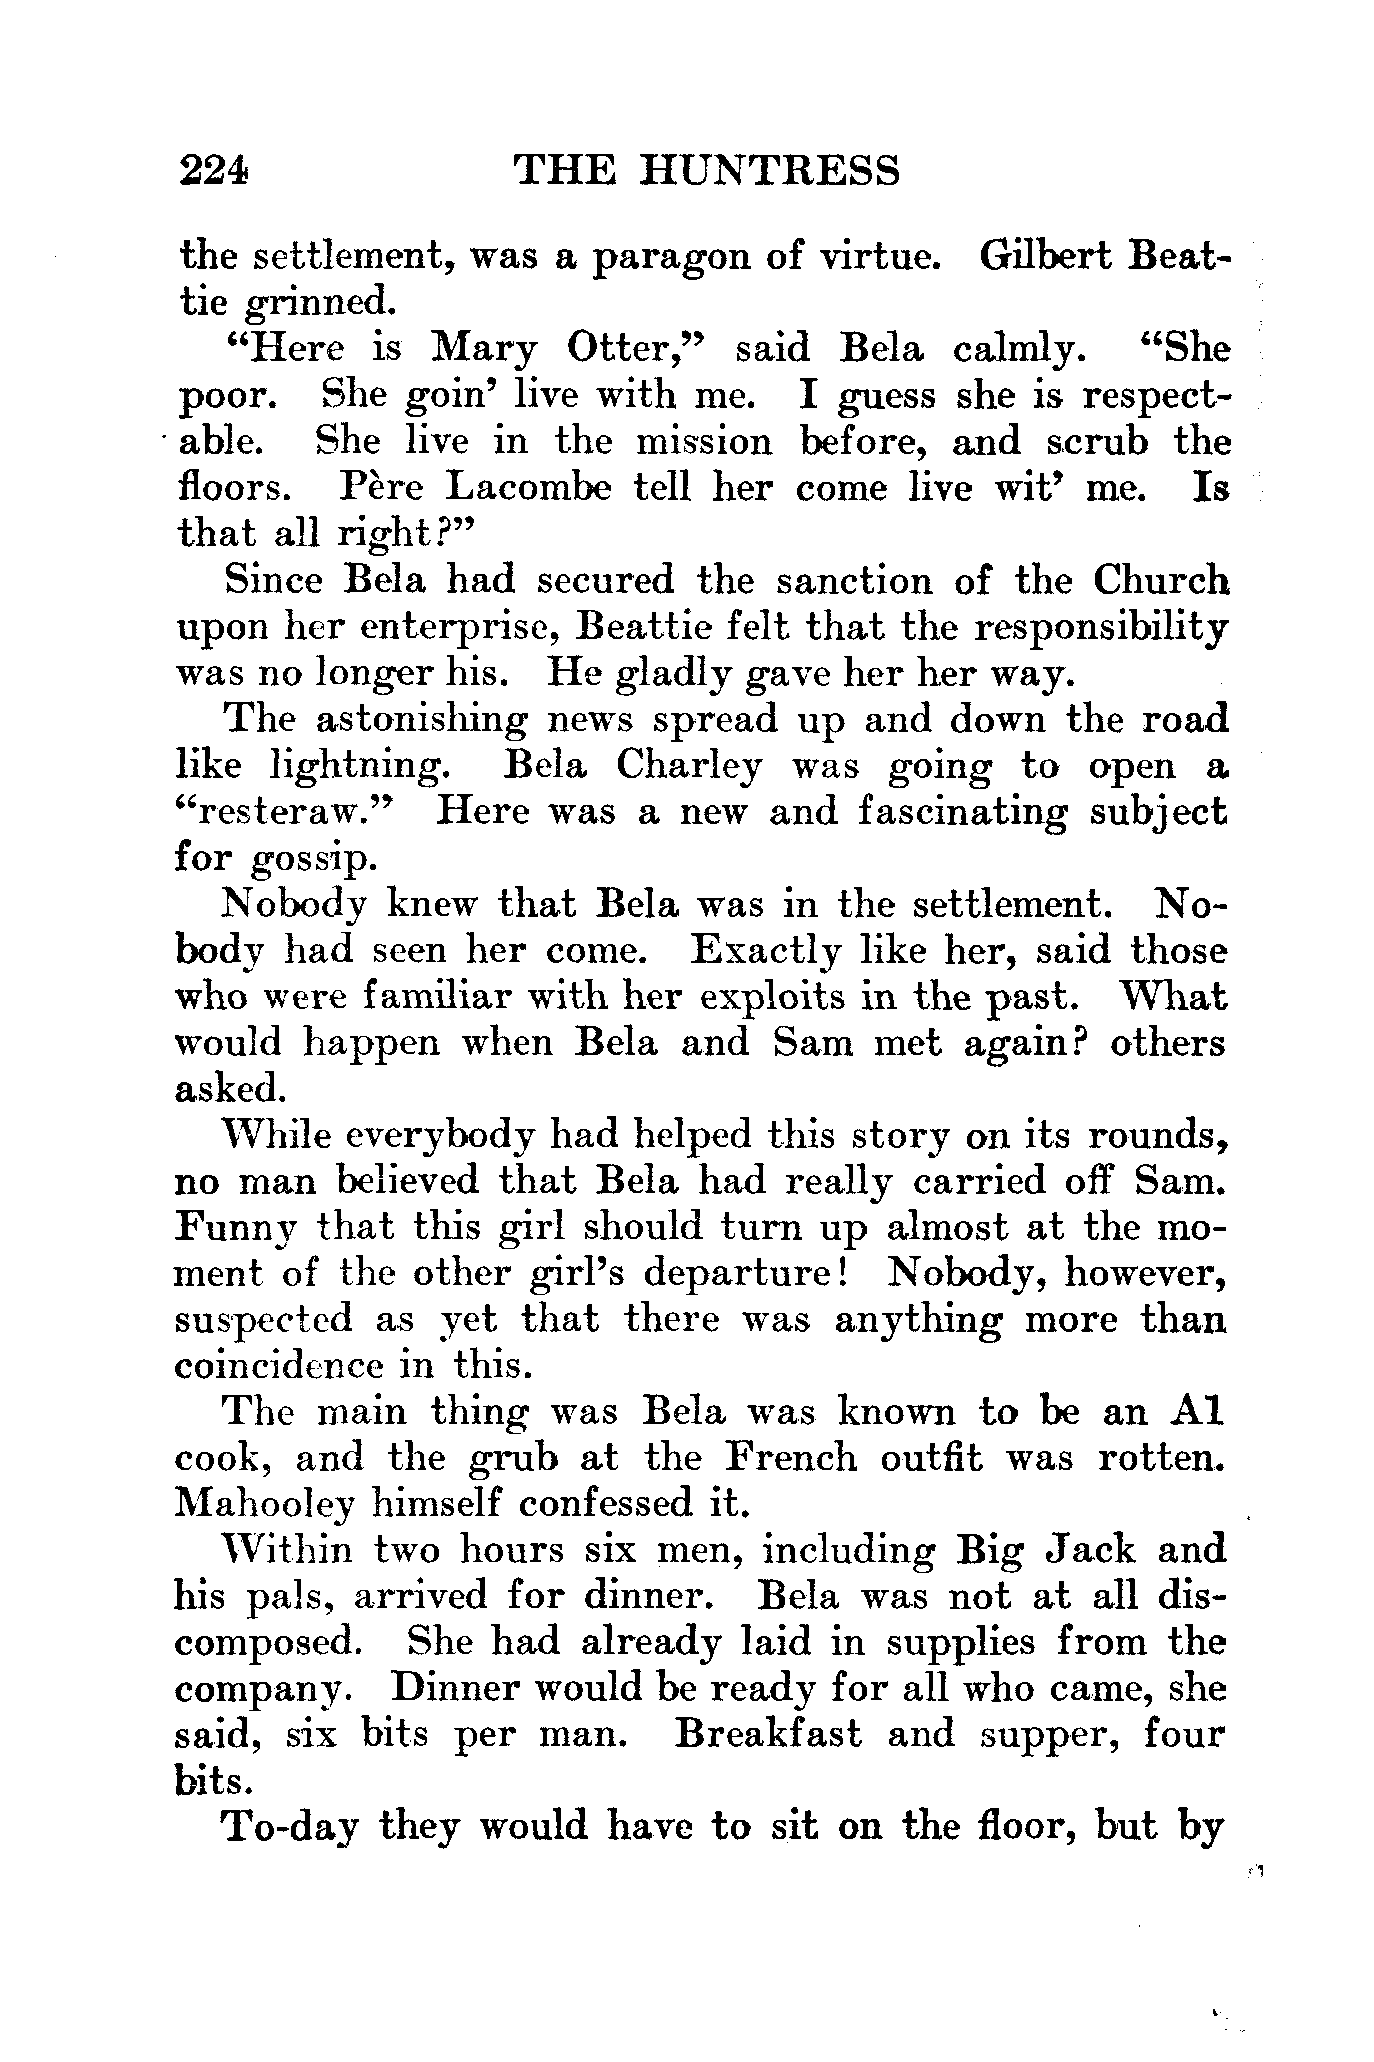 224 THE HUNTRESS
the settlement, was a paragon of virtue. Gilbert Beat-
tie grinned.
“Here is Mary Otter,” said Bela calmly. “She
poor. She goin’ live with me. I guess she is respect-
able. She live in the mission before, and scrub the
floors. Père Lacombe tell her come live wit’ me. Is
that all right?”
Since Bela had secured the sanction of the Church
upon her enterprise, Beattie felt that the responsibility
was no longer his. He gladly gave her her way.
The astonishing news spread up and down the road
like lightning. Bela Charley was going to open a
“resteraw.” Here was a new and fascinating subject
for gossip.
Nobody knew that Bela was in the settlement. No-
body had seen her come. Exactly like her, said those
who were familiar with her exploits in the past. What
would happen when Bela and Sam met again? others
asked.
While everybody had helped this story on its rounds,
no man believed that Bela had really carried off Sam.
Funny that this girl should turn up almost at the mo-
ment of the other girl’s departure! Nobody, however,
suspected as yet that there was anything more than
coincidence in this.
The main thing was Bela was known to be an A1
cook, and the grub at the French outfit was rotten.
Mahooley himself confessed it.
Within two hours six men, including Big Jack and
his pals, arrived for dinner. Bela was not at all dis-
composed. She had already laid in supplies from the
company. Dinner would be ready for all who came, she
said, six bits per man. Breakfast and supper, four
bits.
To-day they would have to sit on the floor, but by